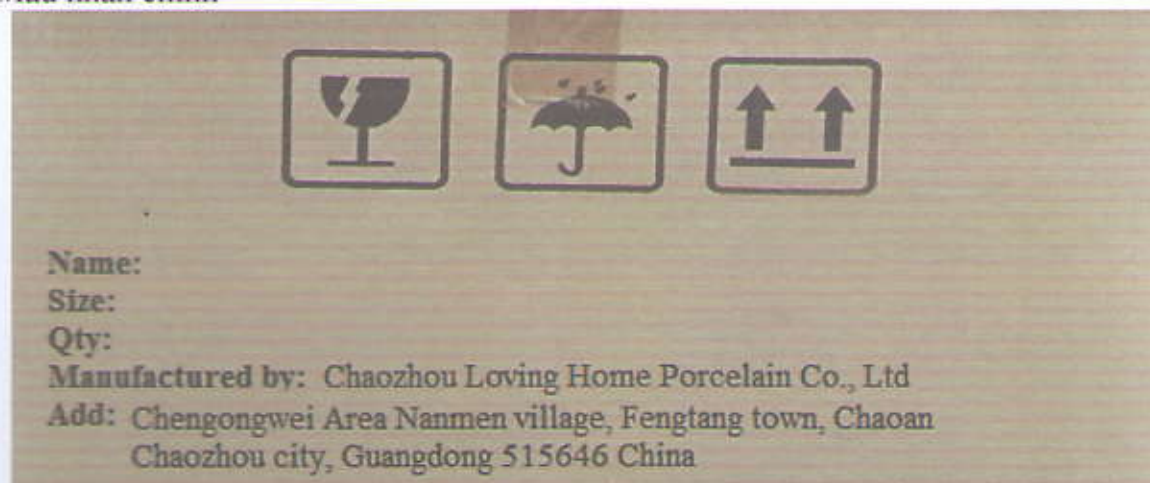 Name:
Size:
Qty:
Manufactured by: Chaozhou Loving Home Porcelain Co., Ltd
Add: Chengongwei Area Nanmen village, Fengtang town, Chaoan
Chaozhou city, Guangdong 515646 China